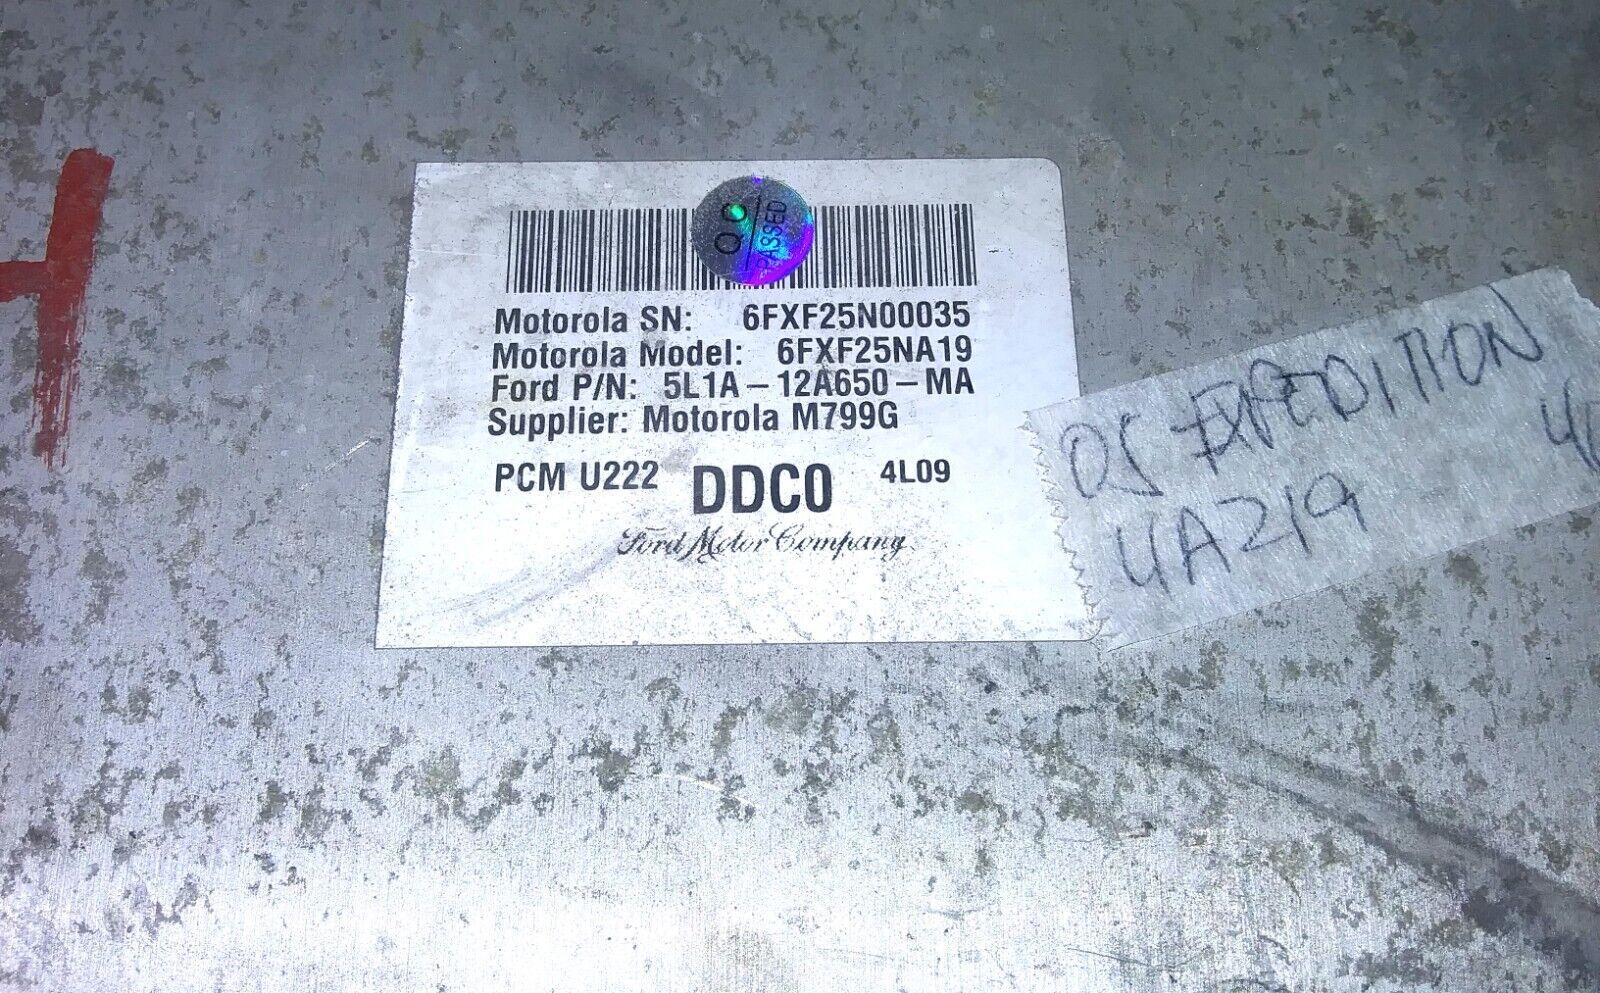 QC
PASSED
Motorola SN: 6FXF25N00035
Motorola Model: 6FXF25NA19
Ford P/N: 5L1A-12A650-MA
Supplier: Motorola M799G
PCM U222 DDC0 4L09
Ford Motor Company
05 EXPEDITION
4A219